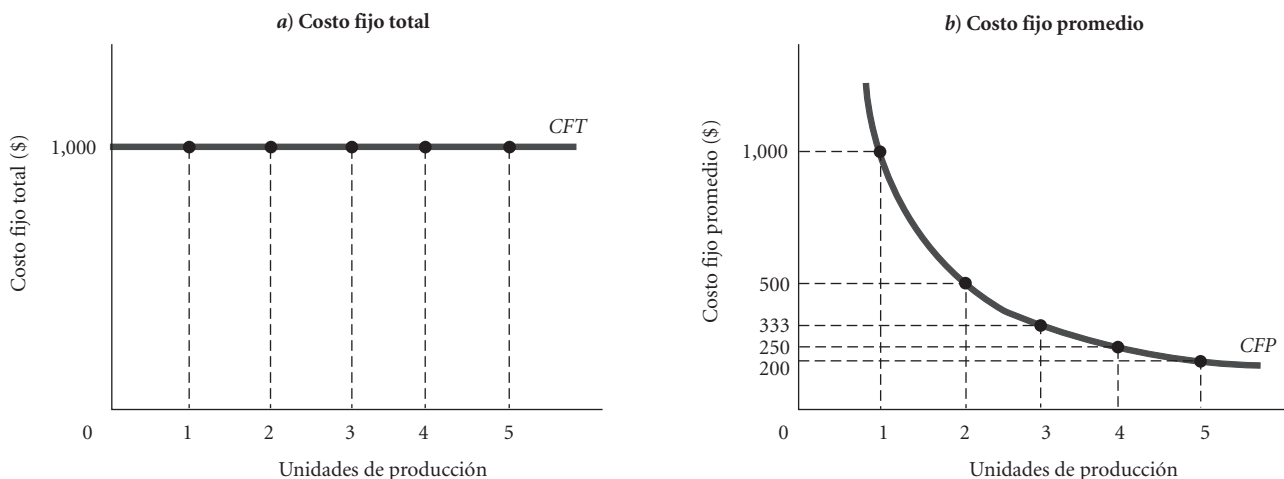 a) Costo fijo total
Costo fijo total ($)
1,000
CFT
0
1
2
3
4
5
Unidades de producción
b) Costo fijo promedio
Costo fijo promedio ($)
1,000
500
333
250
200
CFP
0
1
2
3
4
5
Unidades de producción